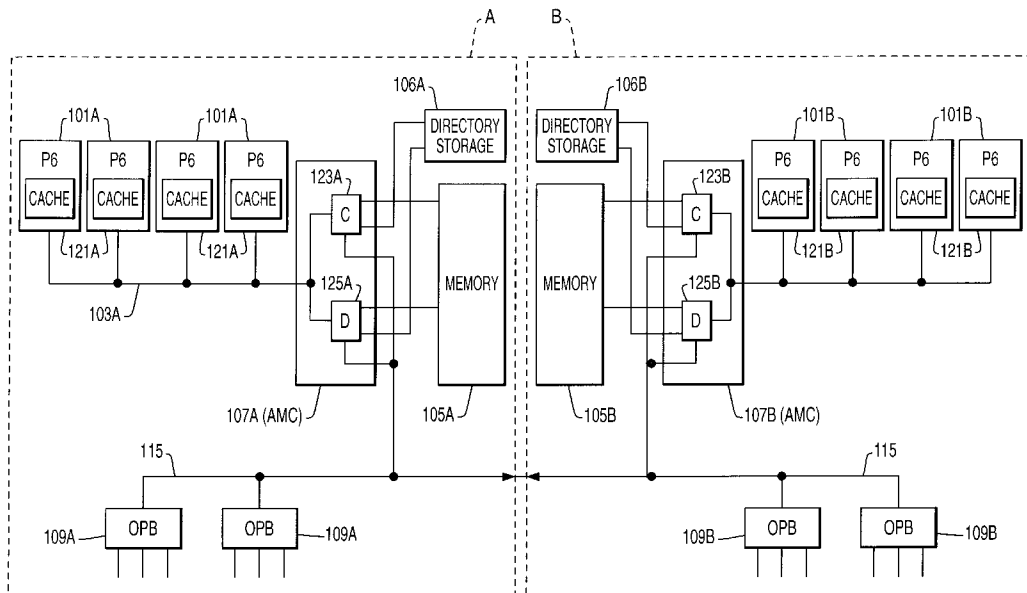 A
B
106A
106B
101A
101A
DIRECTORY
STORAGE
DIRECTORY
STORAGE
101B
101B
P6
P6
P6
P6
P6
P6
P6
P6
CACHE
CACHE
CACHE
CACHE
123A
C
123B
C
CACHE
CACHE
CACHE
CACHE
121A
121A
121B
121B
103A
125A
D
MEMORY
MEMORY
125B
D
107A (AMC)
105A
105B
107B (AMC)
115
115
109A
OPB
OPB
109A
109B
OPB
OPB
109B